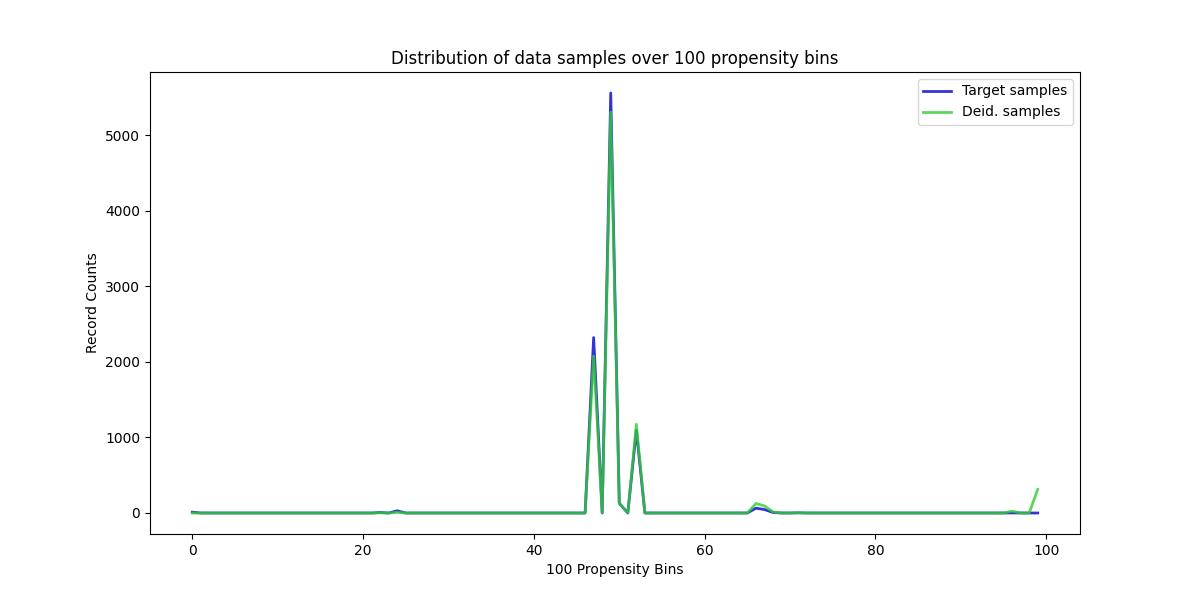 Distribution of data samples over 100 propensity bins
Target samples
Deid. samples
Record Counts
5000
4000
3000
2000
1000
0
0 20 40 60 80 100
100 Propensity Bins